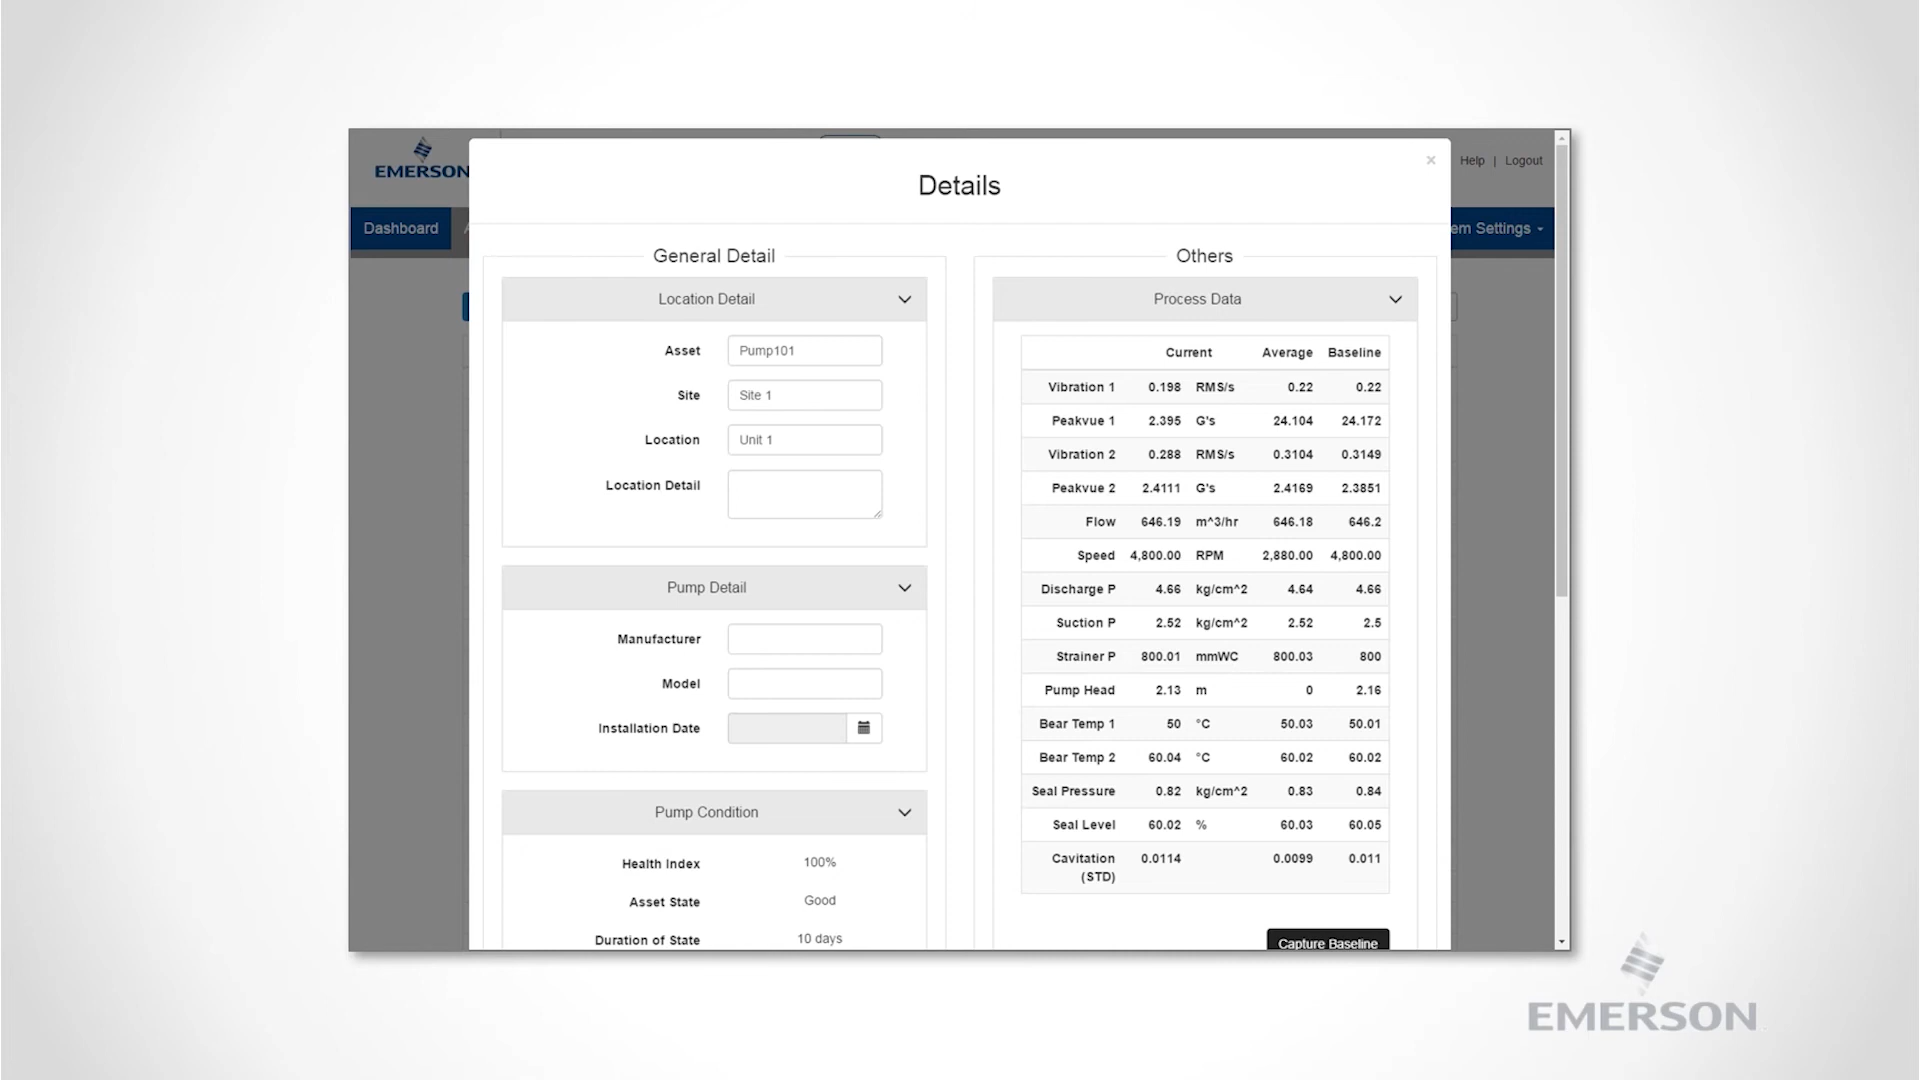 EMERSON
Help | Logout
Details
Dashboard
em Settings
General Detail
Location Detail
Asset Pump101
Site Site 1
Location Unit 1
Location Detail
Pump Detail
Manufacturer
Model
Installation Date
Pump Condition
Health Index 100%
Asset State Good
Duration of State 10 days
Others
Process Data
Current Average Baseline
Vibration 1 0.198 RMS/s 0.22 0.22
Peakvue 1 2.395 G's 24.104 24.172
Vibration 2 0.288 RMS/s 0.3104 0.3149
Peakvue 2 2.4111 G's 2.4169 2.3851
Flow 646.19 m^3/hr 646.18 646.2
Speed 4,800.00 RPM 2,880.00 4,800.00
Discharge P 4.66 kg/cm^2 4.64 4.66
Suction P 2.52 kg/cm^2 2.52 2.5
Strainer P 800.01 mmWC 800.03 800
Pump Head 2.13 m 0 2.16
Bear Temp 1 50 °C 50.03 50.01
Bear Temp 2 60.04 °C 60.02 60.02
Seal Pressure 0.82 kg/cm^2 0.83 0.84
Seal Level 60.02 % 60.03 60.05
Cavitation 0.0114 0.0099 0.011
(STD)
Capture Baseline
EMERSON